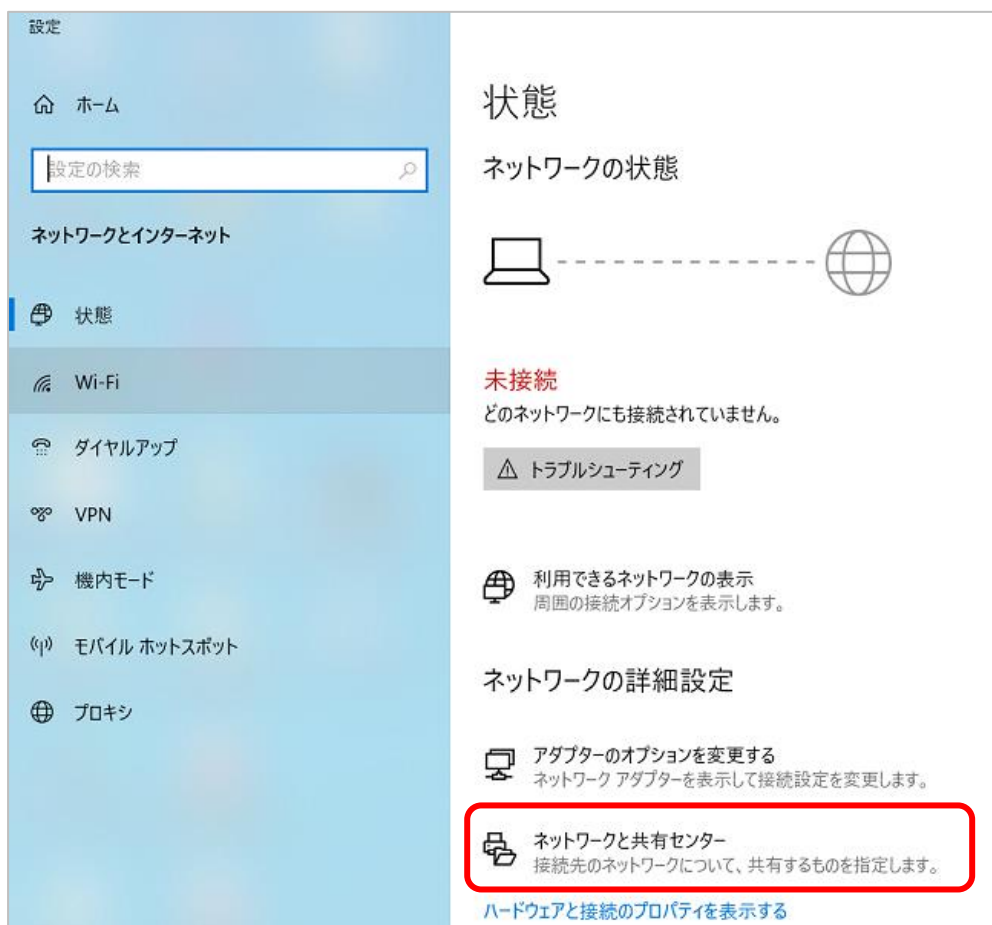 設定
ホーム
設定の検索
ネットワークとインターネット
状態
Wi-Fi
ダイヤルアップ
VPN
機内モード
モバイル ホットスポット
プロキシ
状態
ネットワークの状態
未接続
どのネットワークにも接続されていません。
トラブルシューティング
利用できるネットワークの表示
周囲の接続オプションを表示します。
ネットワークの詳細設定
アダプターのオプションを変更する
ネットワーク アダプターを表示して接続設定を変更します。
ネットワークと共有センター
接続先のネットワークについて、共有するものを指定します。
ハードウェアと接続のプロパティを表示する